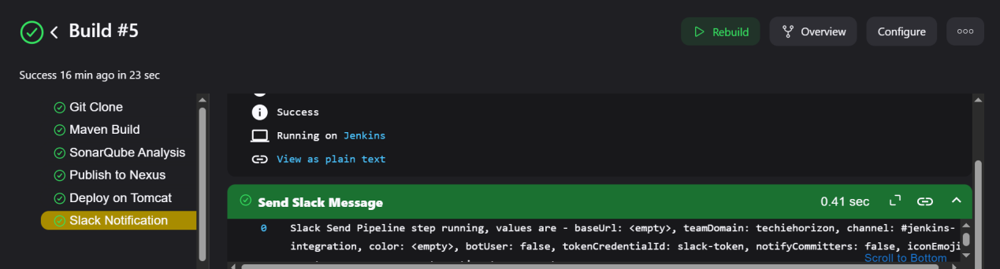 Build #5
Rebuild
Overview
Configure
Success 16 min ago in 23 sec
Git Clone
Maven Build
SonarQube Analysis
Publish to Nexus
Deploy on Tomcat
Slack Notification
Success
Running on Jenkins
View as plain text
Send Slack Message
0.41 sec
0 Slack Send Pipeline step running, values are - baseUrl: <empty>, teamDomain: techiehorizon, channel: #jenkins-
integration, color: <empty>, botUser: false, tokenCredentialId: slack-token, notifyCommitters: false, iconEmoji
Scroll to Bottom